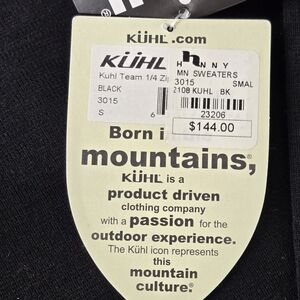 KÜHL.com
KÜHL
Kuhl Team 1/4 Zi
BLACK
3015
S 6
H NNY
MN SWEATERS
3015 SMAL
2108 KUHL BK
23206
$144.00
Born i
mountains,
KÜHL is a
product driven
clothing company
with a passion for the
outdoor experience.
The Kühl icon represents
this
mountain
culture.®